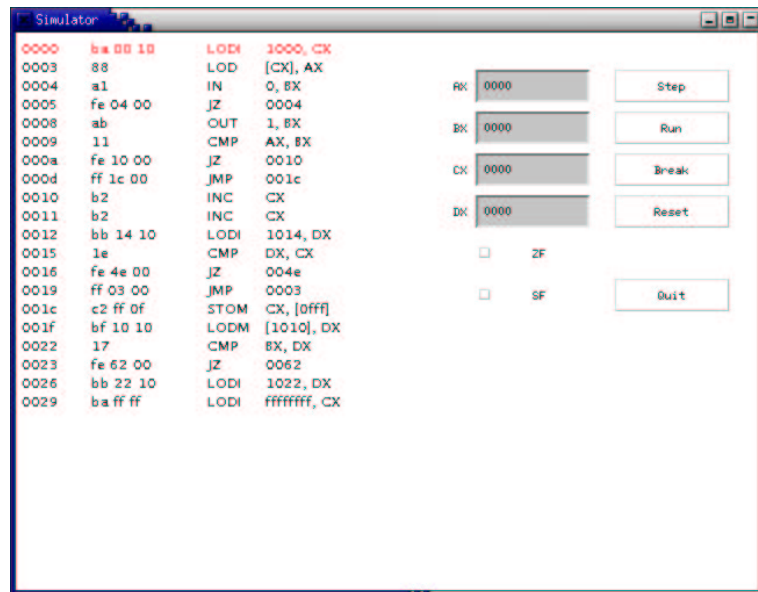 Simulator
0000 ba 00 10 LODI 1000, CX
0003 88 LOD [CX], AX
0004 a1 IN 0, BX
0005 fe 04 00 JZ 0004
0008 ab OUT 1, BX
0009 11 CMP AX, BX
000a fe 10 00 JZ 0010
000d ff 1c 00 JMP 001c
0010 b2 INC CX
0011 b2 INC CX
0012 bb 14 10 LODI 1014, DX
0015 1e CMP DX, CX
0016 fe 4e 00 JZ 004e
0019 ff 03 00 JMP 0003
001c c2 ff 0f STOM CX, [0fff]
001f bf 10 10 LODM [1010], DX
0022 17 CMP BX, DX
0023 fe 62 00 JZ 0062
0026 bb 22 10 LODI 1022, DX
0029 ba ff ff LODI ffffffff, CX
AX 0000 Step
BX 0000 Run
CX 0000 Break
DX 0000 Reset
ZF
SF Quit